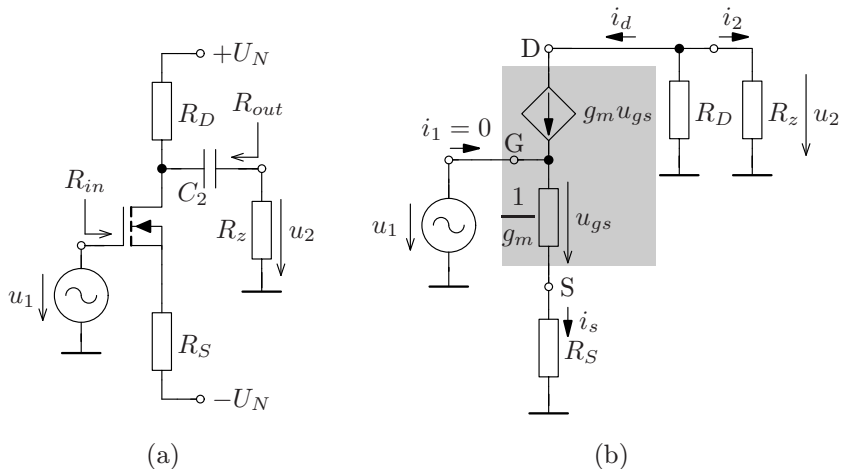 +U_N
R_D
R_out
C_2
R_in
R_z
u_2
u_1
R_S
−U_N
(a)
i_d
i_2
D
g_m u_gs
R_D
R_z
u_2
i_1 = 0
G
u_1
1/g_m
u_gs
S
i_s
R_S
(b)